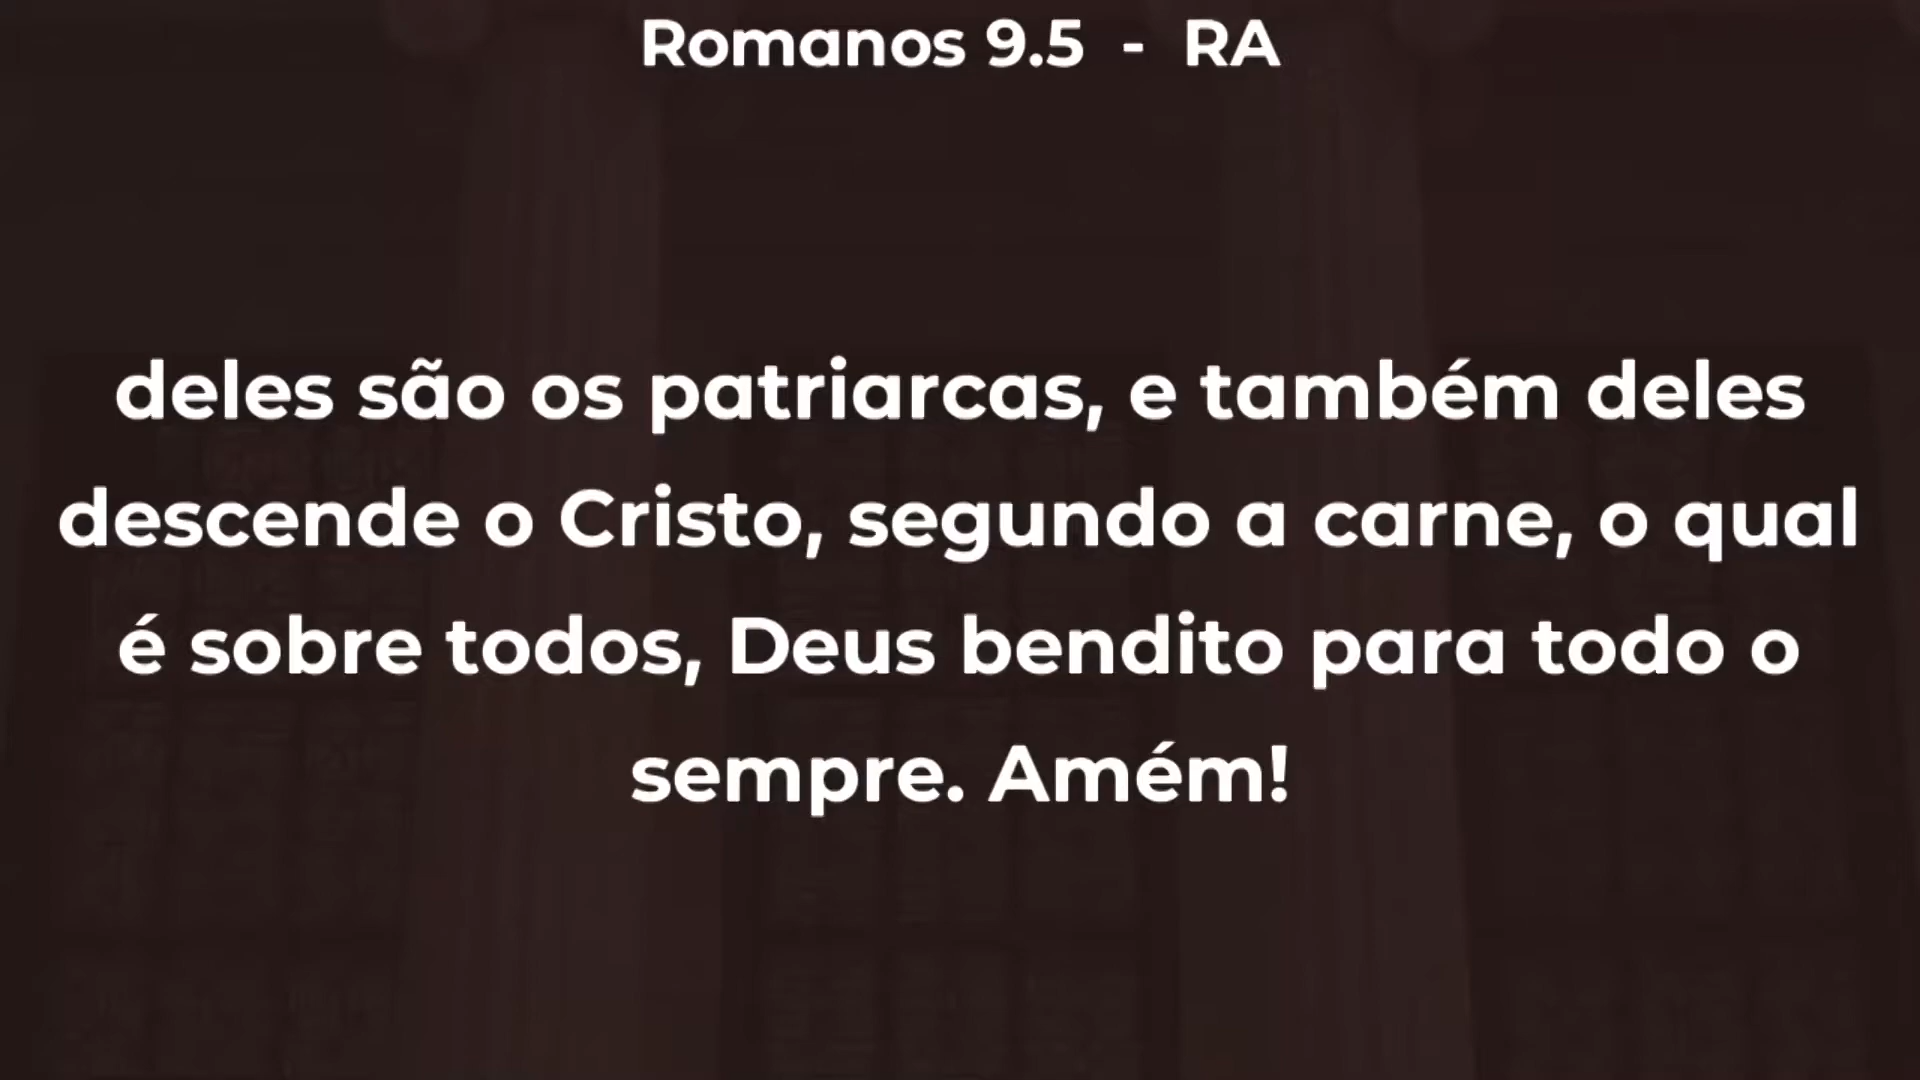 Romanos 9.5 - RA
deles são os patriarcas, e também deles
descende o Cristo, segundo a carne, o qual
é sobre todos, Deus bendito para todo o
sempre. Amém!